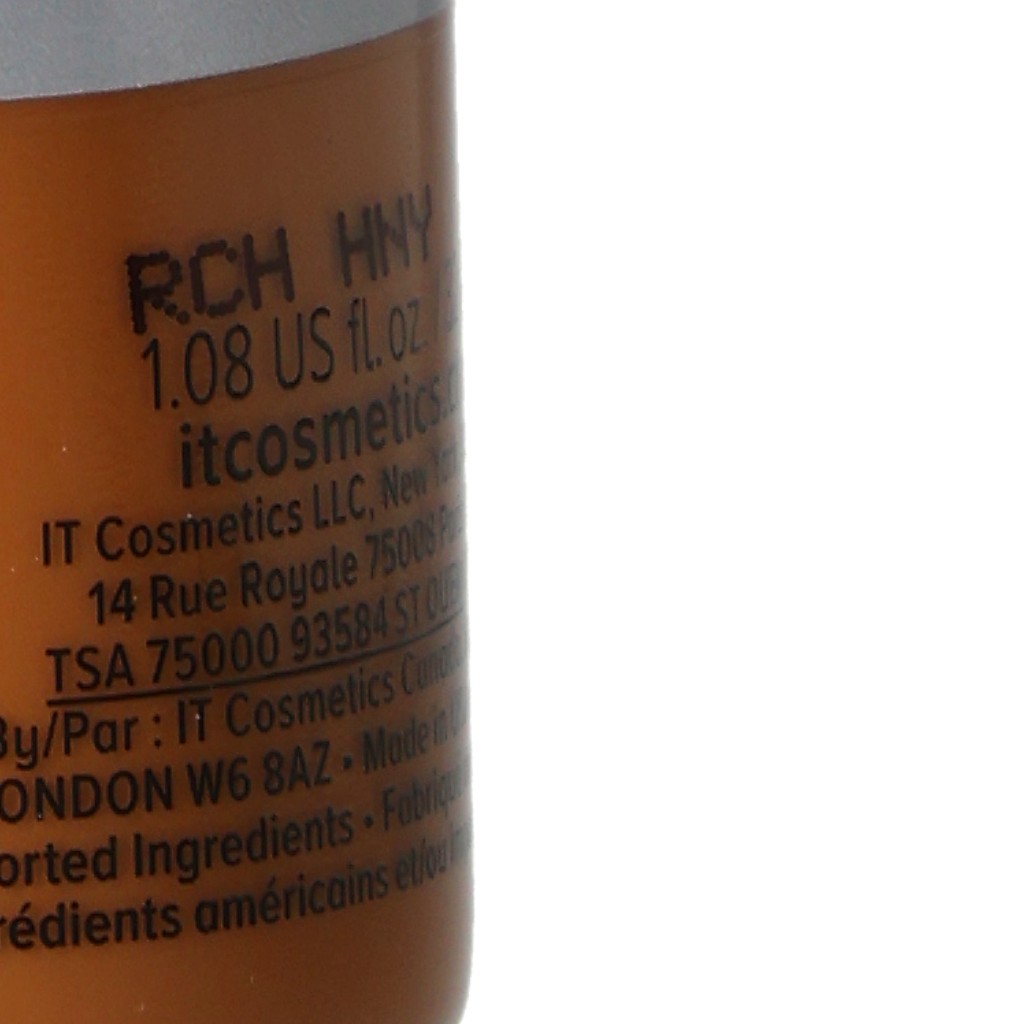 RCH HNY
1.08 US fl. oz. /
itcosmetics.
IT Cosmetics LLC, New
14 Rue Royale 75008
TSA 75000 93584 ST
By/Par : IT Cosmetics
ONDON W6 8AZ • Made in
orted Ingredients •
rédients américains et/ou